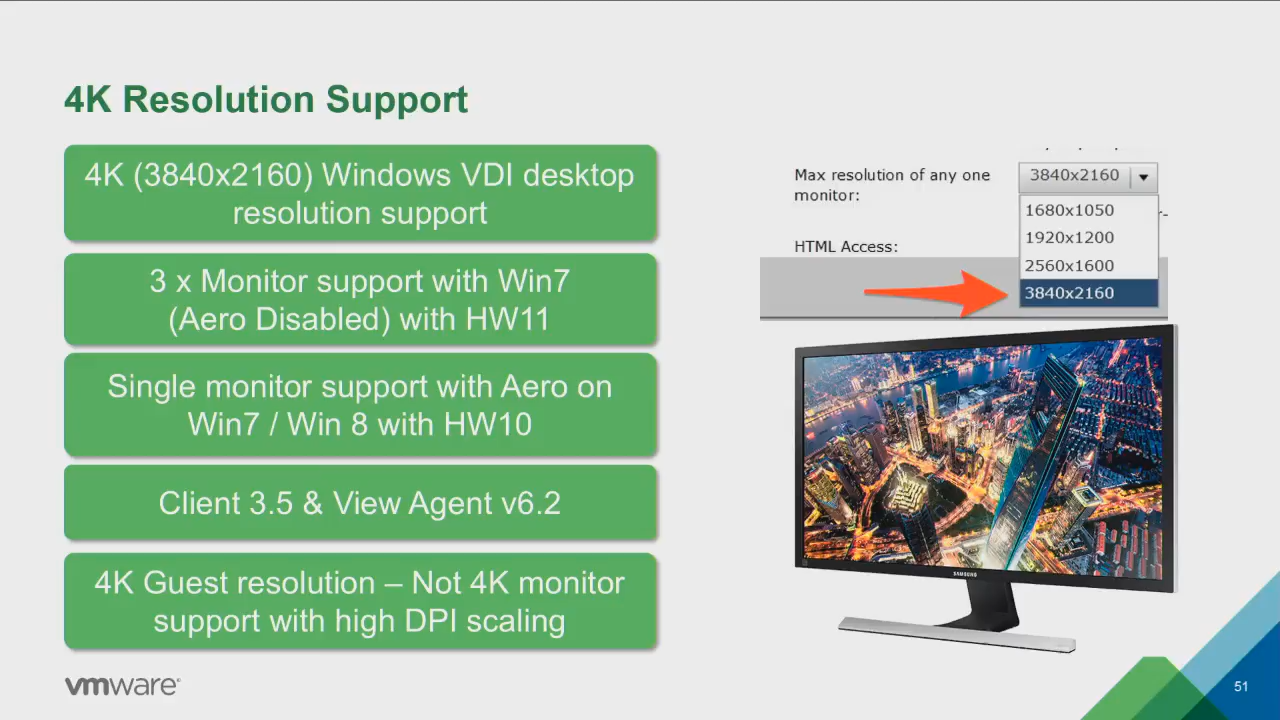 4K Resolution Support
4K (3840x2160) Windows VDI desktop
resolution support
3 x Monitor support with Win7
(Aero Disabled) with HW11
Single monitor support with Aero on
Win7 / Win 8 with HW10
Client 3.5 & View Agent v6.2
4K Guest resolution – Not 4K monitor
support with high DPI scaling
Max resolution of any one
monitor:
3840x2160
1680x1050
1920x1200
2560x1600
3840x2160
HTML Access:
SAMSUNG
vmware
51